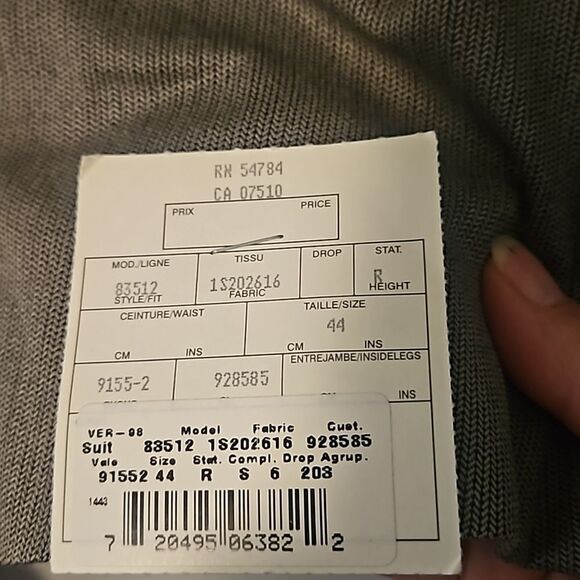 RN 54784
CA 07510
PRIX PRICE
MOD./LIGNE TISSU DROP STAT.
83512 1S202616 R
STYLE/FIT FABRIC HEIGHT
CEINTURE/WAIST TAILLE/SIZE
44
CM INS CM INS
ENTREJAMBE/INSIDELEGS
9155-2 928585 CM INS
VER-98 Model Fabric Cust.
Suit 83512 1S202616 928585
Vale Size Stat. Compl. Drop Agrup.
91552 44 R S 6 203
1443
7 20495 06382 2